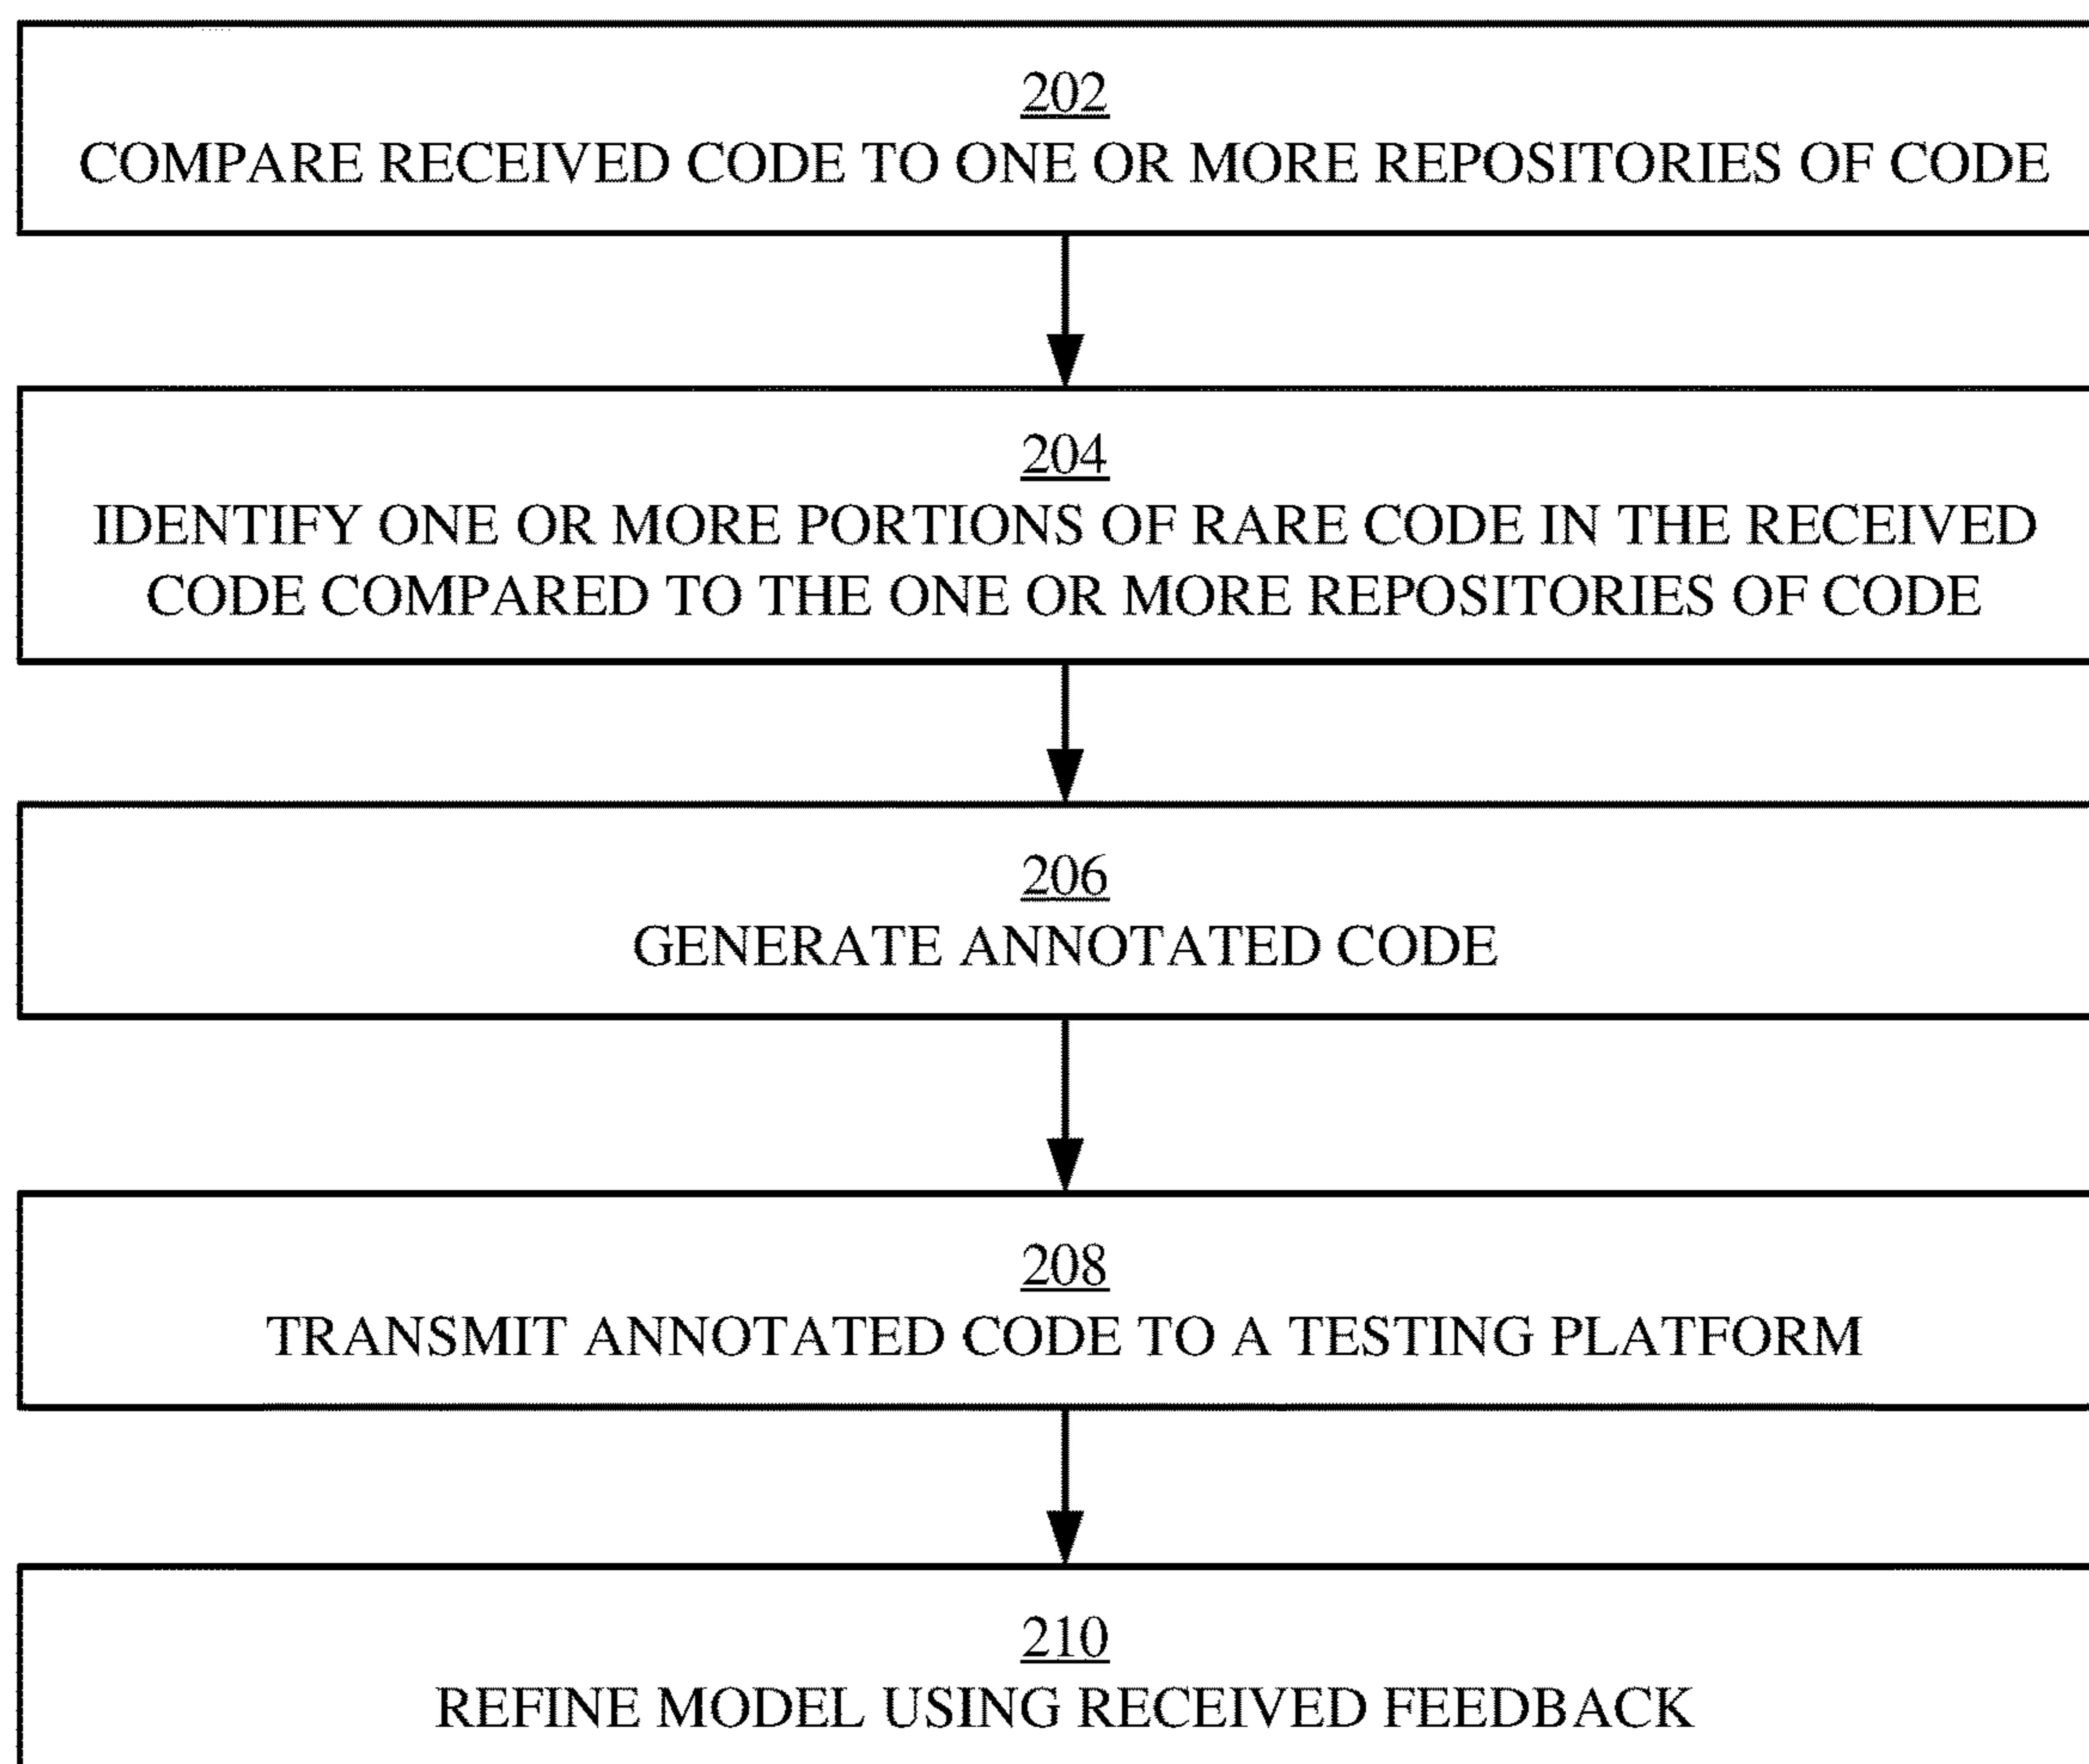 202
COMPARE RECEIVED CODE TO ONE OR MORE REPOSITORIES OF CODE
204
IDENTIFY ONE OR MORE PORTIONS OF RARE CODE IN THE RECEIVED
CODE COMPARED TO THE ONE OR MORE REPOSITORIES OF CODE
206
GENERATE ANNOTATED CODE
208
TRANSMIT ANNOTATED CODE TO A TESTING PLATFORM
210
REFINE MODEL USING RECEIVED FEEDBACK